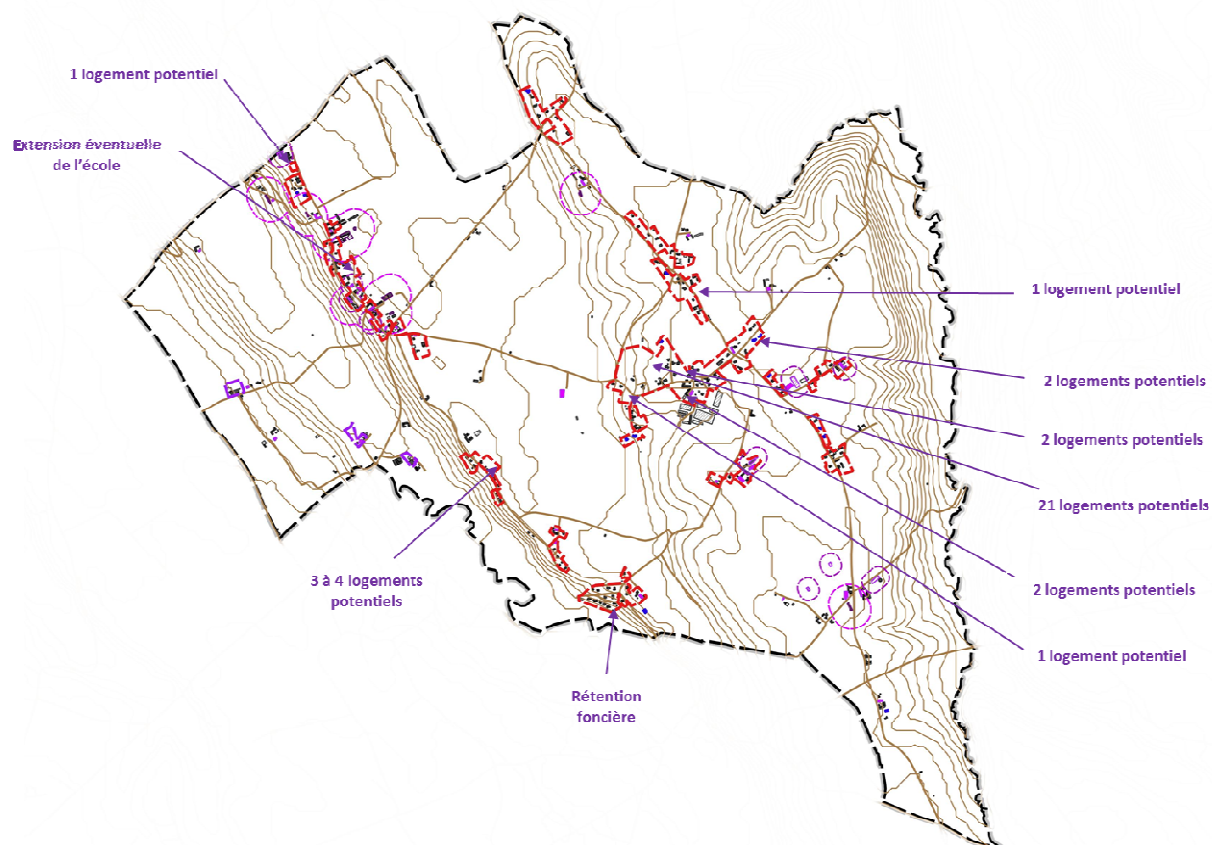 1 logement potentiel
Extension éventuelle
de l'école
1 logement potentiel
2 logements potentiels
2 logements potentiels
21 logements potentiels
3 à 4 logements
potentiels
2 logements potentiels
1 logement potentiel
Rétention
foncière